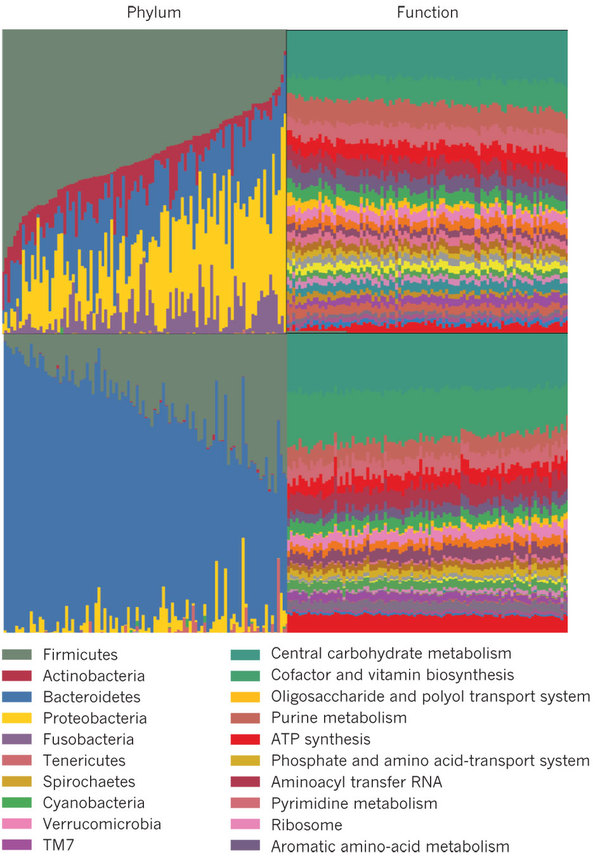 Phylum
Function
Firmicutes
Actinobacteria
Bacteroidetes
Proteobacteria
Fusobacteria
Tenericutes
Spirochaetes
Cyanobacteria
Verrucomicrobia
TM7
Central carbohydrate metabolism
Cofactor and vitamin biosynthesis
Oligosaccharide and polyol transport system
Purine metabolism
ATP synthesis
Phosphate and amino acid-transport system
Aminoacyl transfer RNA
Pyrimidine metabolism
Ribosome
Aromatic amino-acid metabolism